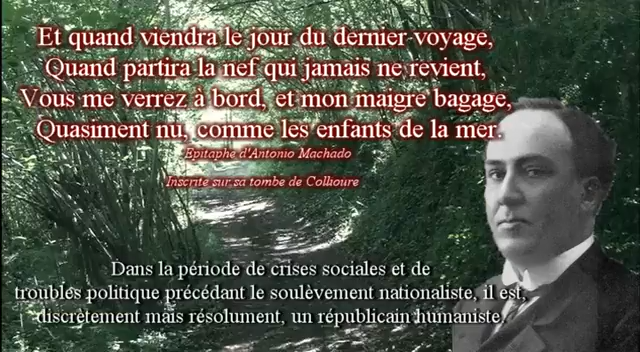 Et quand viendra le jour du dernier voyage,
Quand partira la nef qui jamais ne revient,
Vous me verrez à bord, et mon maigre bagage,
Quasiment nu, comme les enfants de la mer.
Epitaphe d'Antonio Machado
Inscrite sur sa tombe de Collioure
Dans la période de crises sociales et de
troubles politique précédant le soulèvement nationaliste, il est,
discrètement mais résolument, un républicain humaniste.